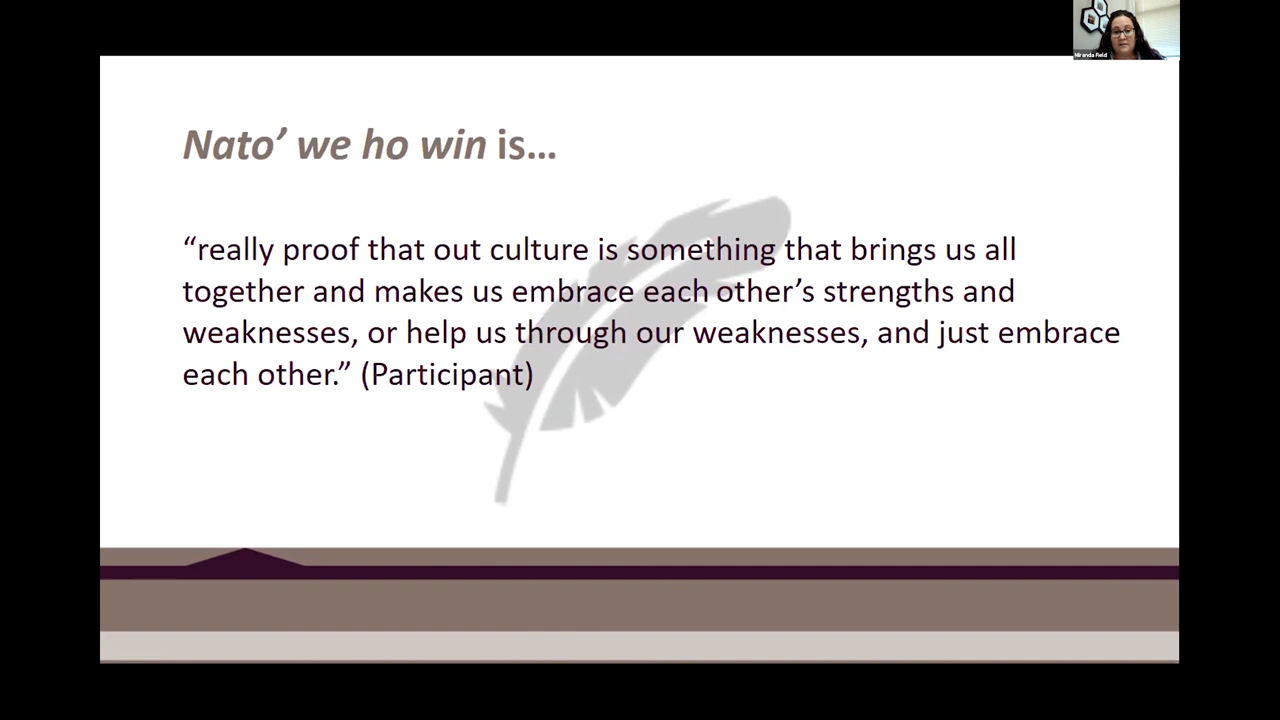 Miranda Field
Nato’ we ho win is…
“really proof that out culture is something that brings us all
together and makes us embrace each other’s strengths and
weaknesses, or help us through our weaknesses, and just embrace
each other.” (Participant)